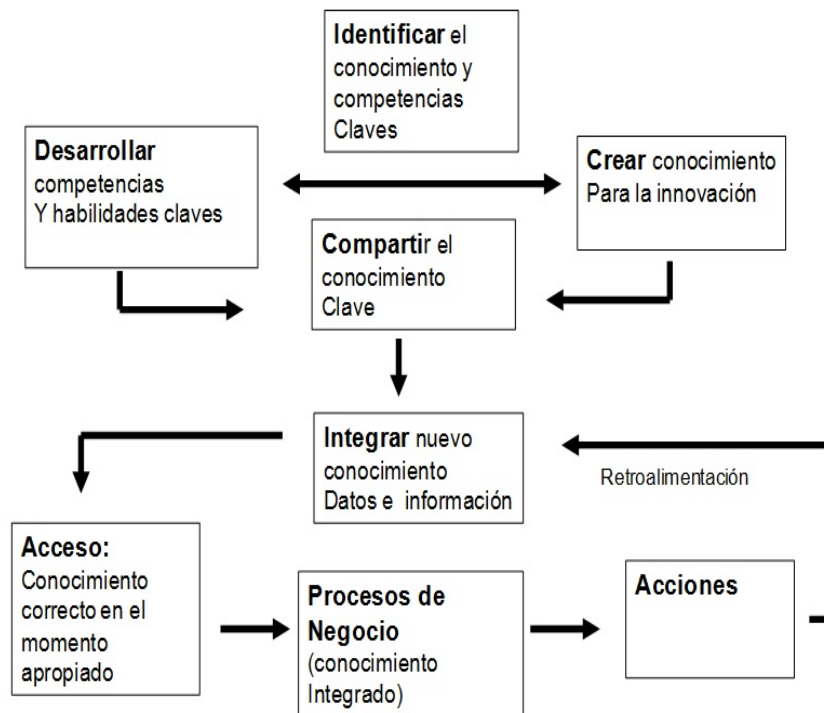 Identificar el
conocimiento y
competencias
Claves
Desarrollar
competencias
Y habilidades claves
Crear conocimiento
Para la innovación
Compartir el
conocimiento
Clave
Integrar nuevo
conocimiento
Datos e información
Retroalimentación
Acceso:
Conocimiento
correcto en el
momento
apropiado
Procesos de
Negocio
(conocimiento
Integrado)
Acciones